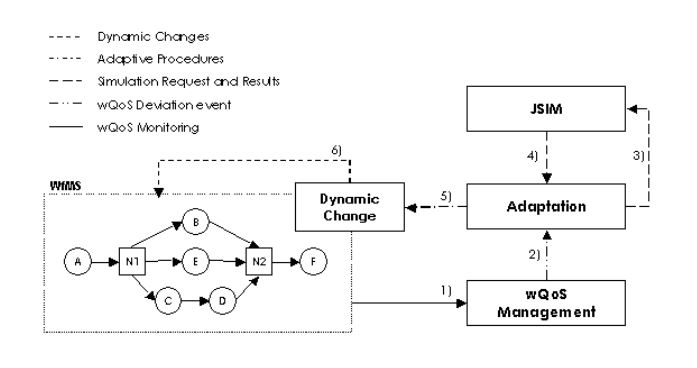 Dynamic Changes
Adaptive Procedures
Simulation Request and Results
wQoS Deviation event
wQoS Monitoring
JSIM
6)
4)
3)
WfMS
Dynamic
Change
5)
Adaptation
B
A
N1
E
N2
F
2)
C
D
1)
wQoS
Management